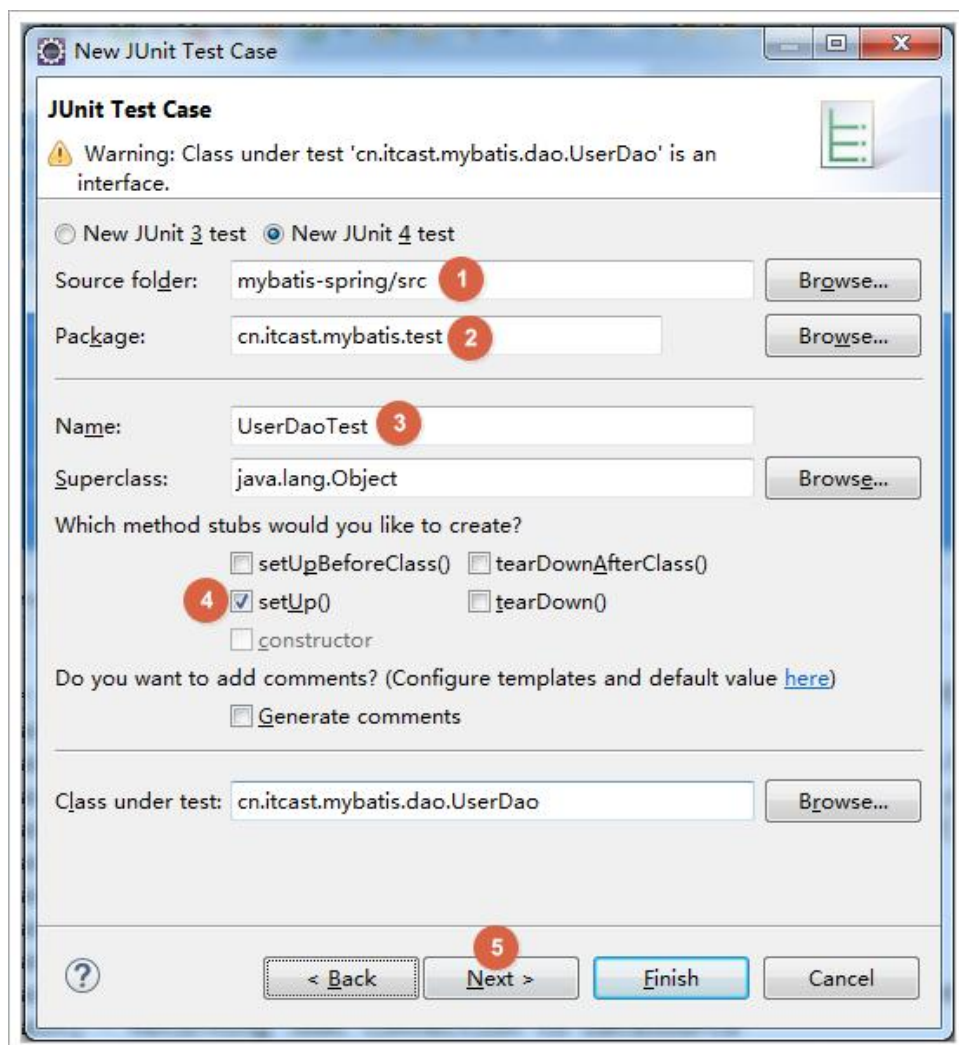 New JUnit Test Case
JUnit Test Case
Warning: Class under test 'cn.itcast.mybatis.dao.UserDao' is an
interface.
New JUnit 3 test New JUnit 4 test
Source folder: mybatis-spring/src 1 Browse...
Package: cn.itcast.mybatis.test 2 Browse...
Name: UserDaoTest 3
Superclass: java.lang.Object Browse...
Which method stubs would you like to create?
setUpBeforeClass() tearDownAfterClass()
4 setUp() tearDown()
constructor
Do you want to add comments? (Configure templates and default value here)
Generate comments
Class under test: cn.itcast.mybatis.dao.UserDao Browse...
5
? < Back Next > Finish Cancel